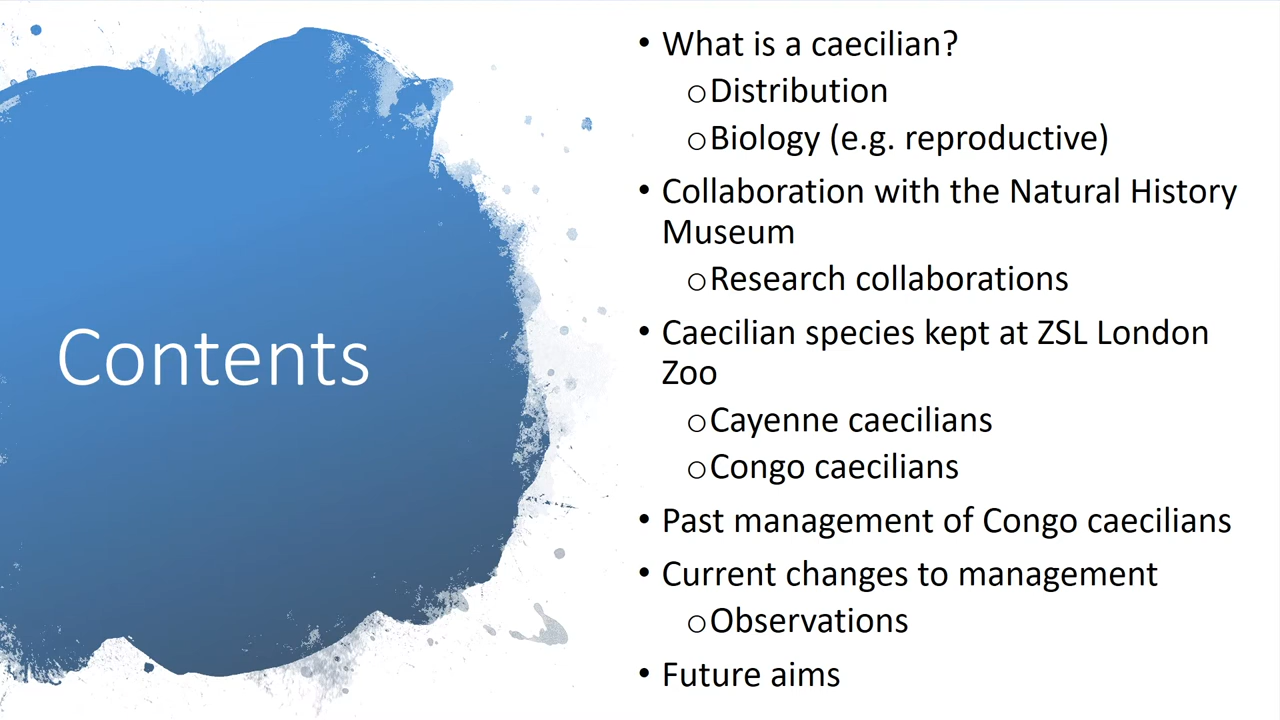 Contents
• What is a caecilian?
o Distribution
o Biology (e.g. reproductive)
• Collaboration with the Natural History
Museum
o Research collaborations
• Caecilian species kept at ZSL London
Zoo
o Cayenne caecilians
o Congo caecilians
• Past management of Congo caecilians
• Current changes to management
o Observations
• Future aims